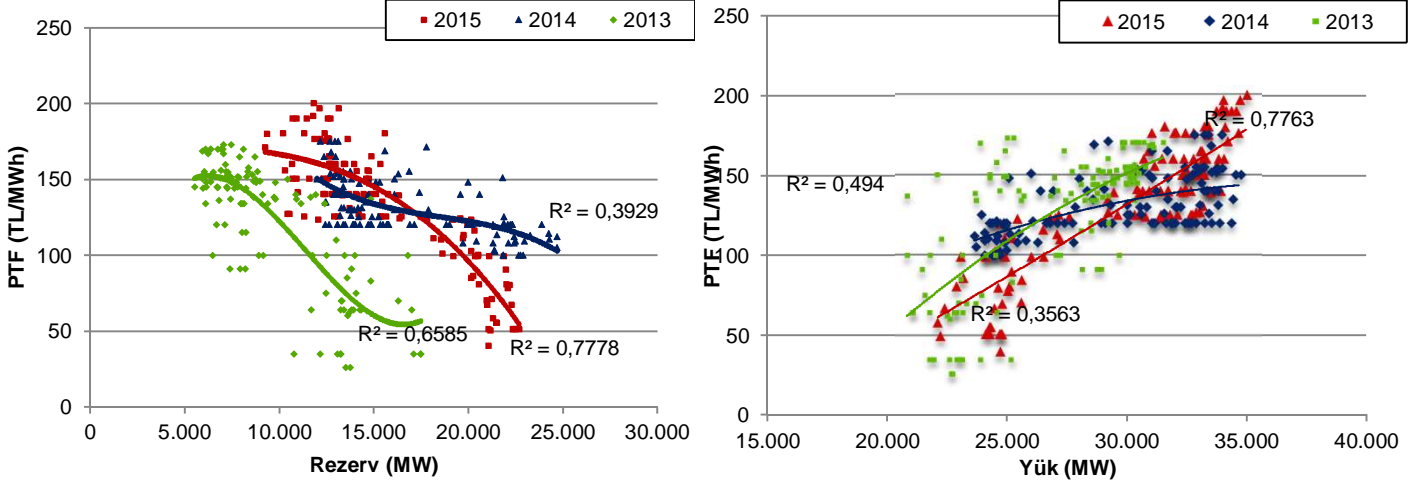 2015 2014 2013
250
200
150
100
50
0
PTF (TL/MWh)
R² = 0,3929
R² = 0,6585
R² = 0,7778
0 5.000 10.000 15.000 20.000 25.000 30.000
Rezerv (MW)
2015 2014 2013
250
200
150
100
50
0
PTF (TL/MWh)
R² = 0,7763
R² = 0,494
R² = 0,3563
15.000 20.000 25.000 30.000 35.000 40.000
Yük (MW)